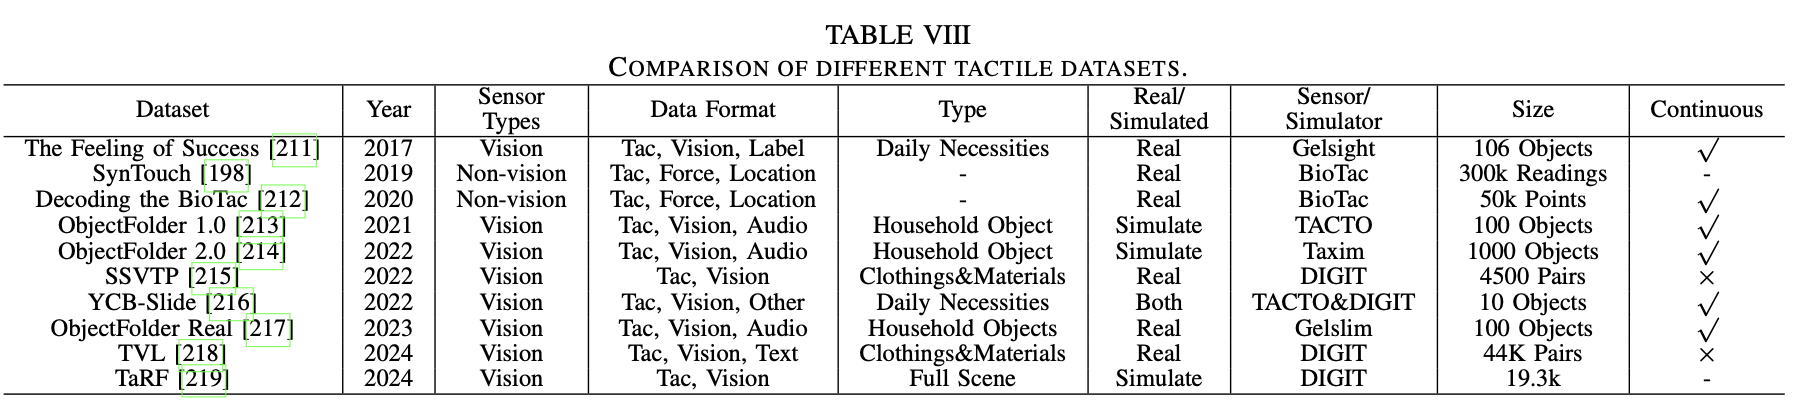 TABLE VIII
COMPARISON OF DIFFERENT TACTILE DATASETS.
Dataset Year Sensor Types Data Format Type Real/ Simulated Sensor/ Simulator Size Continuous
The Feeling of Success [211] 2017 Vision Tac, Vision, Label Daily Necessities Real Gelsight 106 Objects ✓
SynTouch [198] 2019 Non-vision Tac, Force, Location - Real BioTac 300k Readings -
Decoding the BioTac [212] 2020 Non-vision Tac, Force, Location - Real BioTac 50k Points ✓
ObjectFolder 1.0 [213] 2021 Vision Tac, Vision, Audio Household Object Simulate TACTO 100 Objects ✓
ObjectFolder 2.0 [214] 2022 Vision Tac, Vision, Audio Household Object Simulate Taxim 1000 Objects ✓
SSVTP [215] 2022 Vision Tac, Vision Clothings&Materials Real DIGIT 4500 Pairs ×
YCB-Slide [216] 2022 Vision Tac, Vision, Other Daily Necessities Both TACTO&DIGIT 10 Objects ✓
ObjectFolder Real [217] 2023 Vision Tac, Vision, Audio Household Objects Real Gelslim 100 Objects ✓
TVL [218] 2024 Vision Tac, Vision, Text Clothings&Materials Real DIGIT 44K Pairs ×
TaRF [219] 2024 Vision Tac, Vision Full Scene Simulate DIGIT 19.3k -